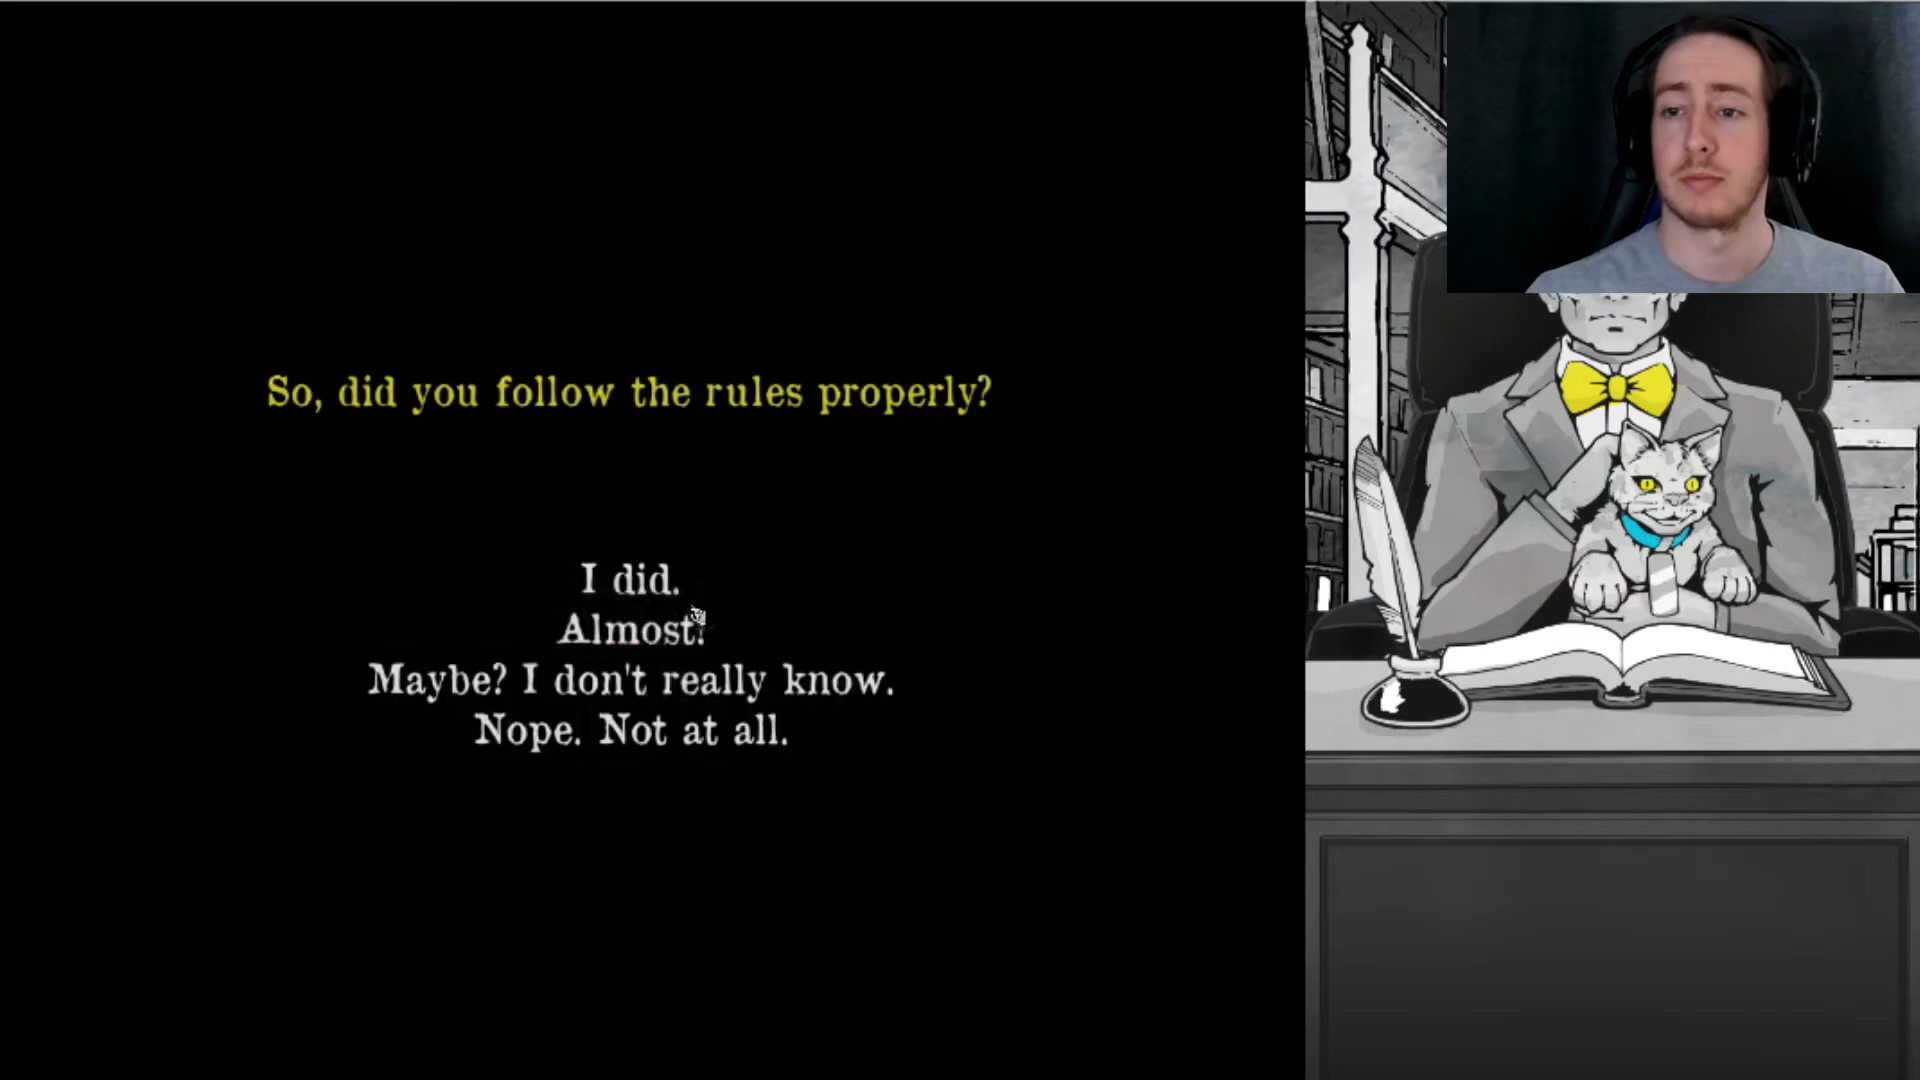 So, did you follow the rules properly?
I did.
Almost.
Maybe? I don't really know.
Nope. Not at all.